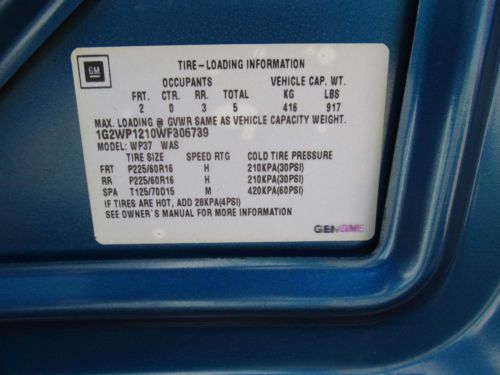 GM
TIRE-LOADING INFORMATION
OCCUPANTS VEHICLE CAP. WT.
FRT. CTR. RR. TOTAL KG LBS
2 0 3 5 416 917
MAX. LOADING @ GVWR SAME AS VEHICLE CAPACITY WEIGHT.
1G2WP1210WF306739
MODEL: WP37 WAS
TIRE SIZE SPEED RTG COLD TIRE PRESSURE
FRT P225/60R16 H 210KPA(30PSI)
RR P225/60R16 H 210KPA(30PSI)
SPA T125/70D15 M 420KPA(60PSI)
IF TIRES ARE HOT, ADD 28KPA(4PSI)
SEE OWNER'S MANUAL FOR MORE INFORMATION